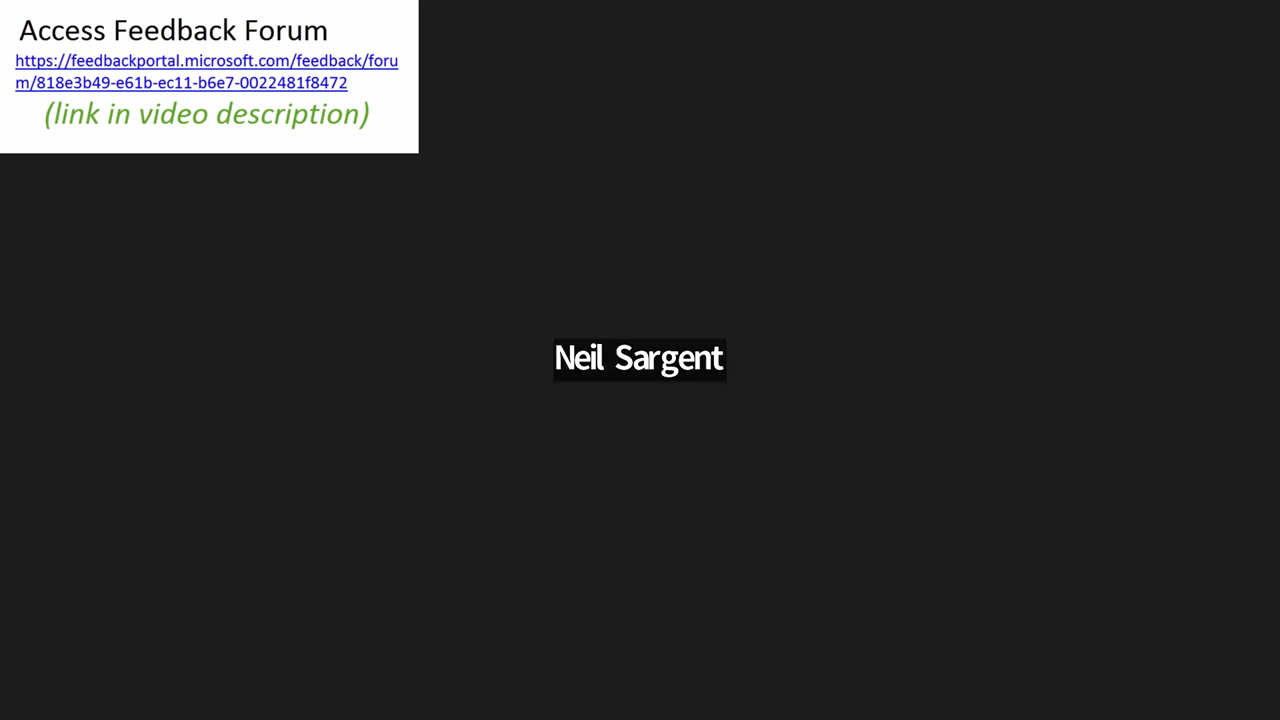 Access Feedback Forum
https://feedbackportal.microsoft.com/feedback/foru
m/818e3b49-e61b-ec11-b6e7-0022481f8472
(link in video description)
Neil Sargent